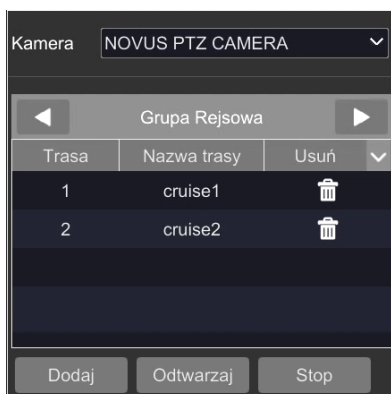 Kamera NOVUS PTZ CAMERA
Grupa Rejsowa
Trasa Nazwa trasy Usuń
1 cruise1
2 cruise2
Dodaj Odtwarzaj Stop